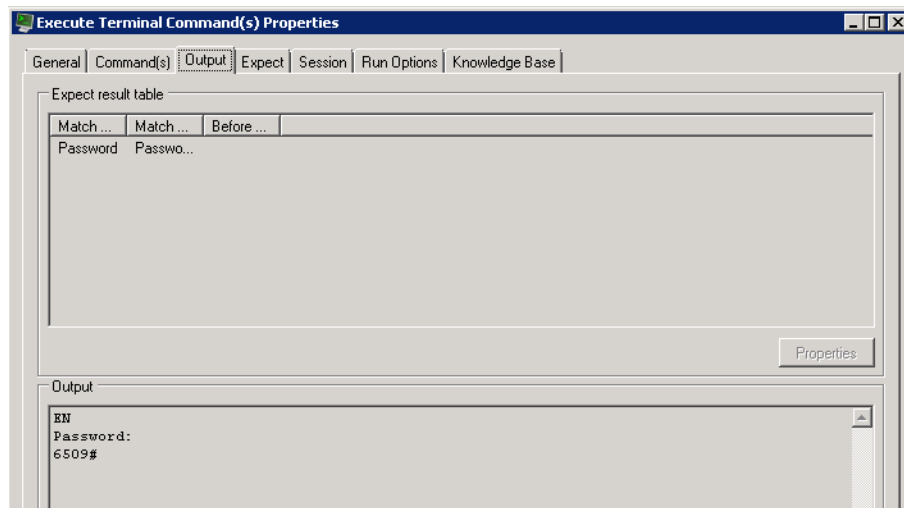 Execute Terminal Command(s) Properties
General Command(s) Output Expect Session Run Options Knowledge Base
Expect result table
Match ... Match ... Before ...
Password Passwo...
Properties
Output
EN
Password:
6509#